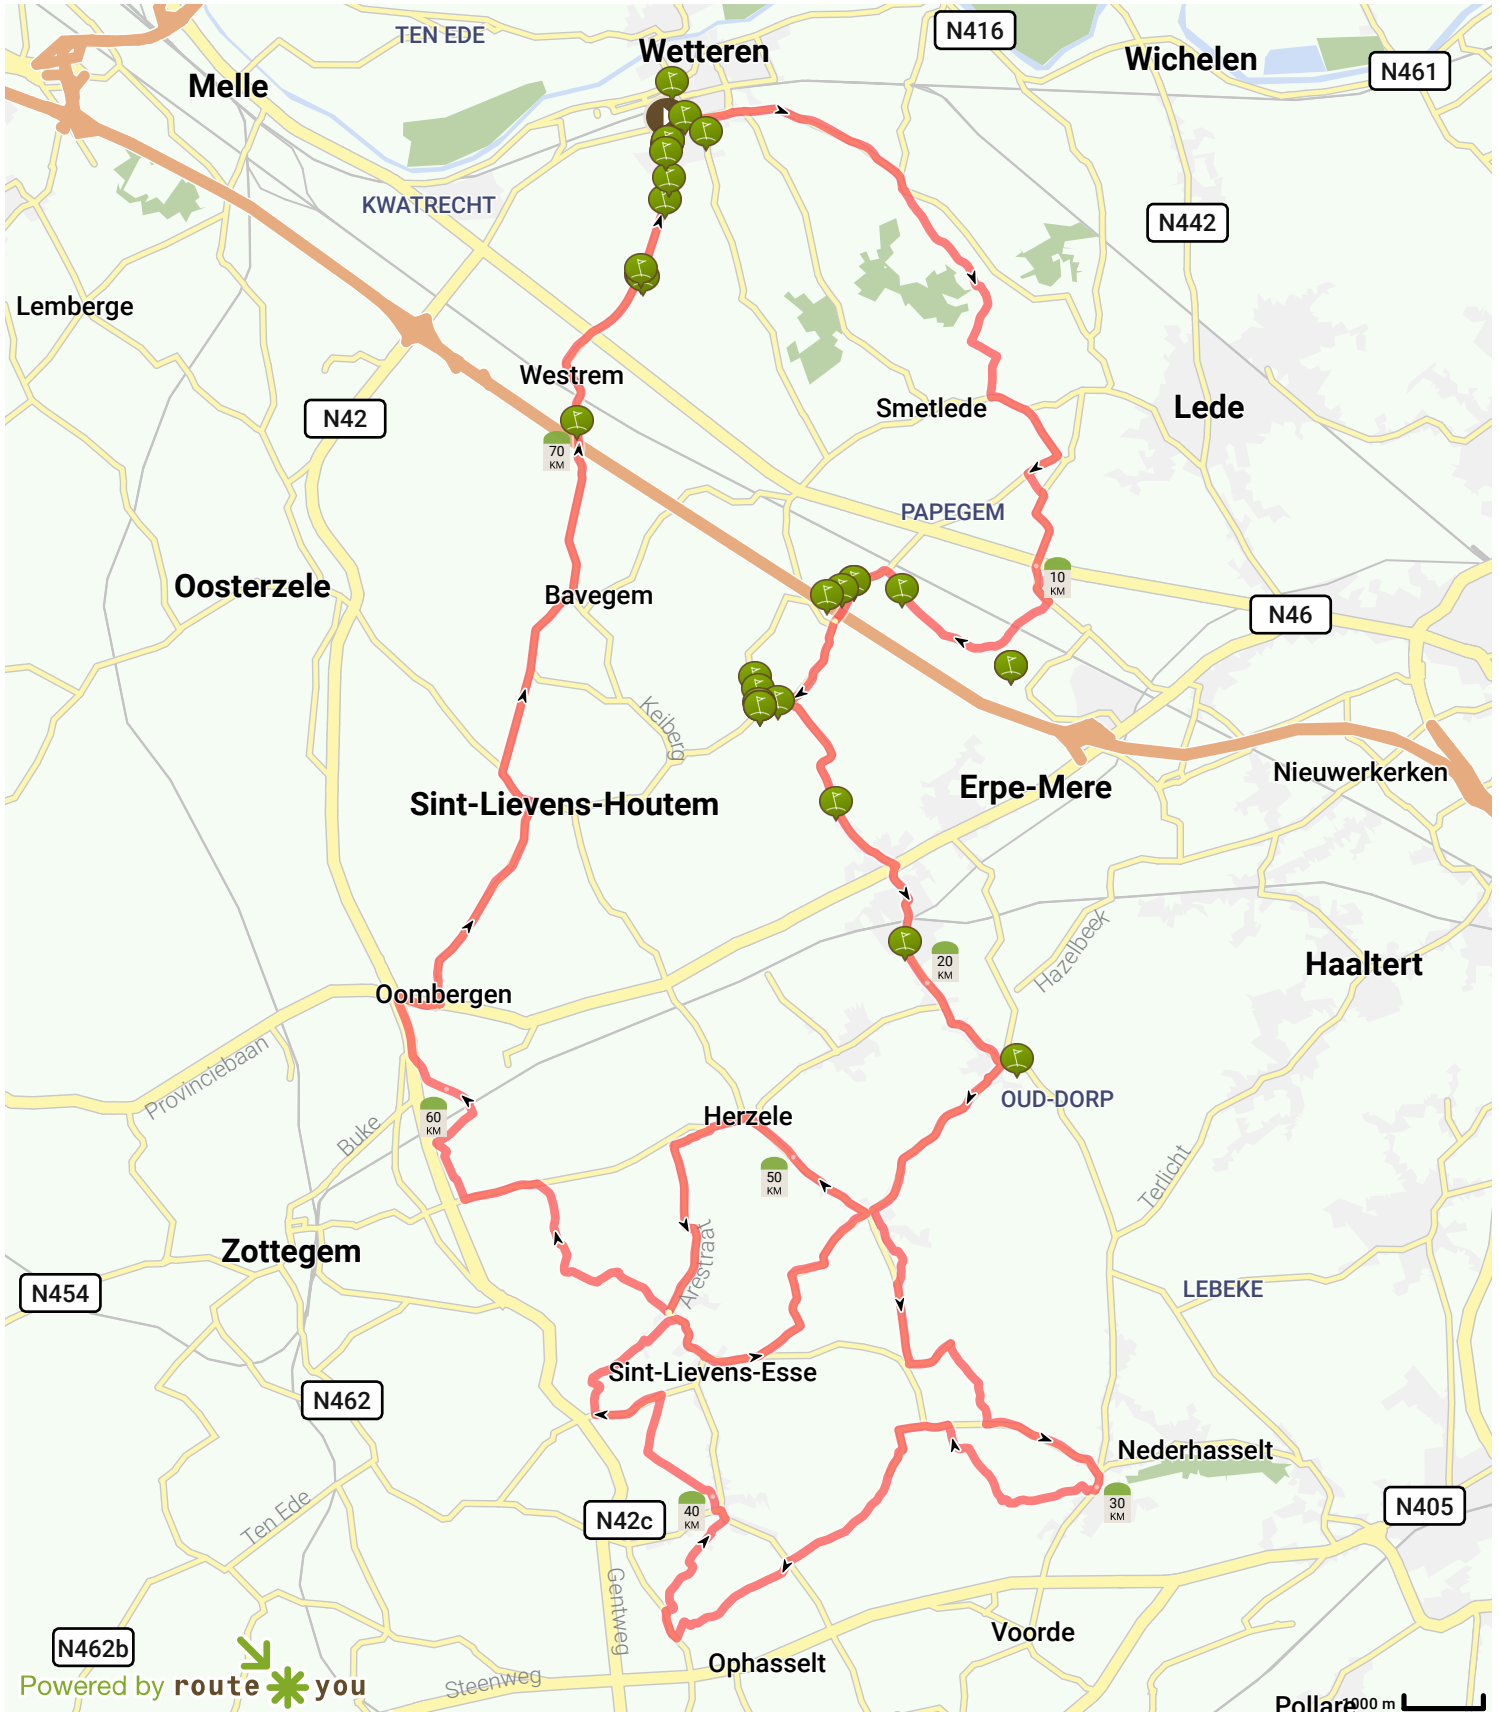 TEN EDE
Wetteren
N416
Wichelen
N461
Melle
KWATRECHT
N442
Lemberge
Westrem
N42
Smetlede
Lede
70
KM
PAPEGEM
10
KM
Oosterzele
Bavegem
N46
Keiberg
Nieuwerkerken
Erpe-Mere
Sint-Lievens-Houtem
Hazelbeek
20
KM
Haaltert
Oombergen
Provinciebaan
60
KM
Buke
Herzele
OUD-DORP
50
KM
Terlicht
Zottegem
Arestraat
N454
LEBEKE
Sint-Lievens-Esse
N462
Nederhasselt
Ten Ede
N42c
40
KM
30
KM
N405
Gentweg
N462b
Voorde
Ophasselt
Steenweg
Powered by route you
Pollare
1000 m